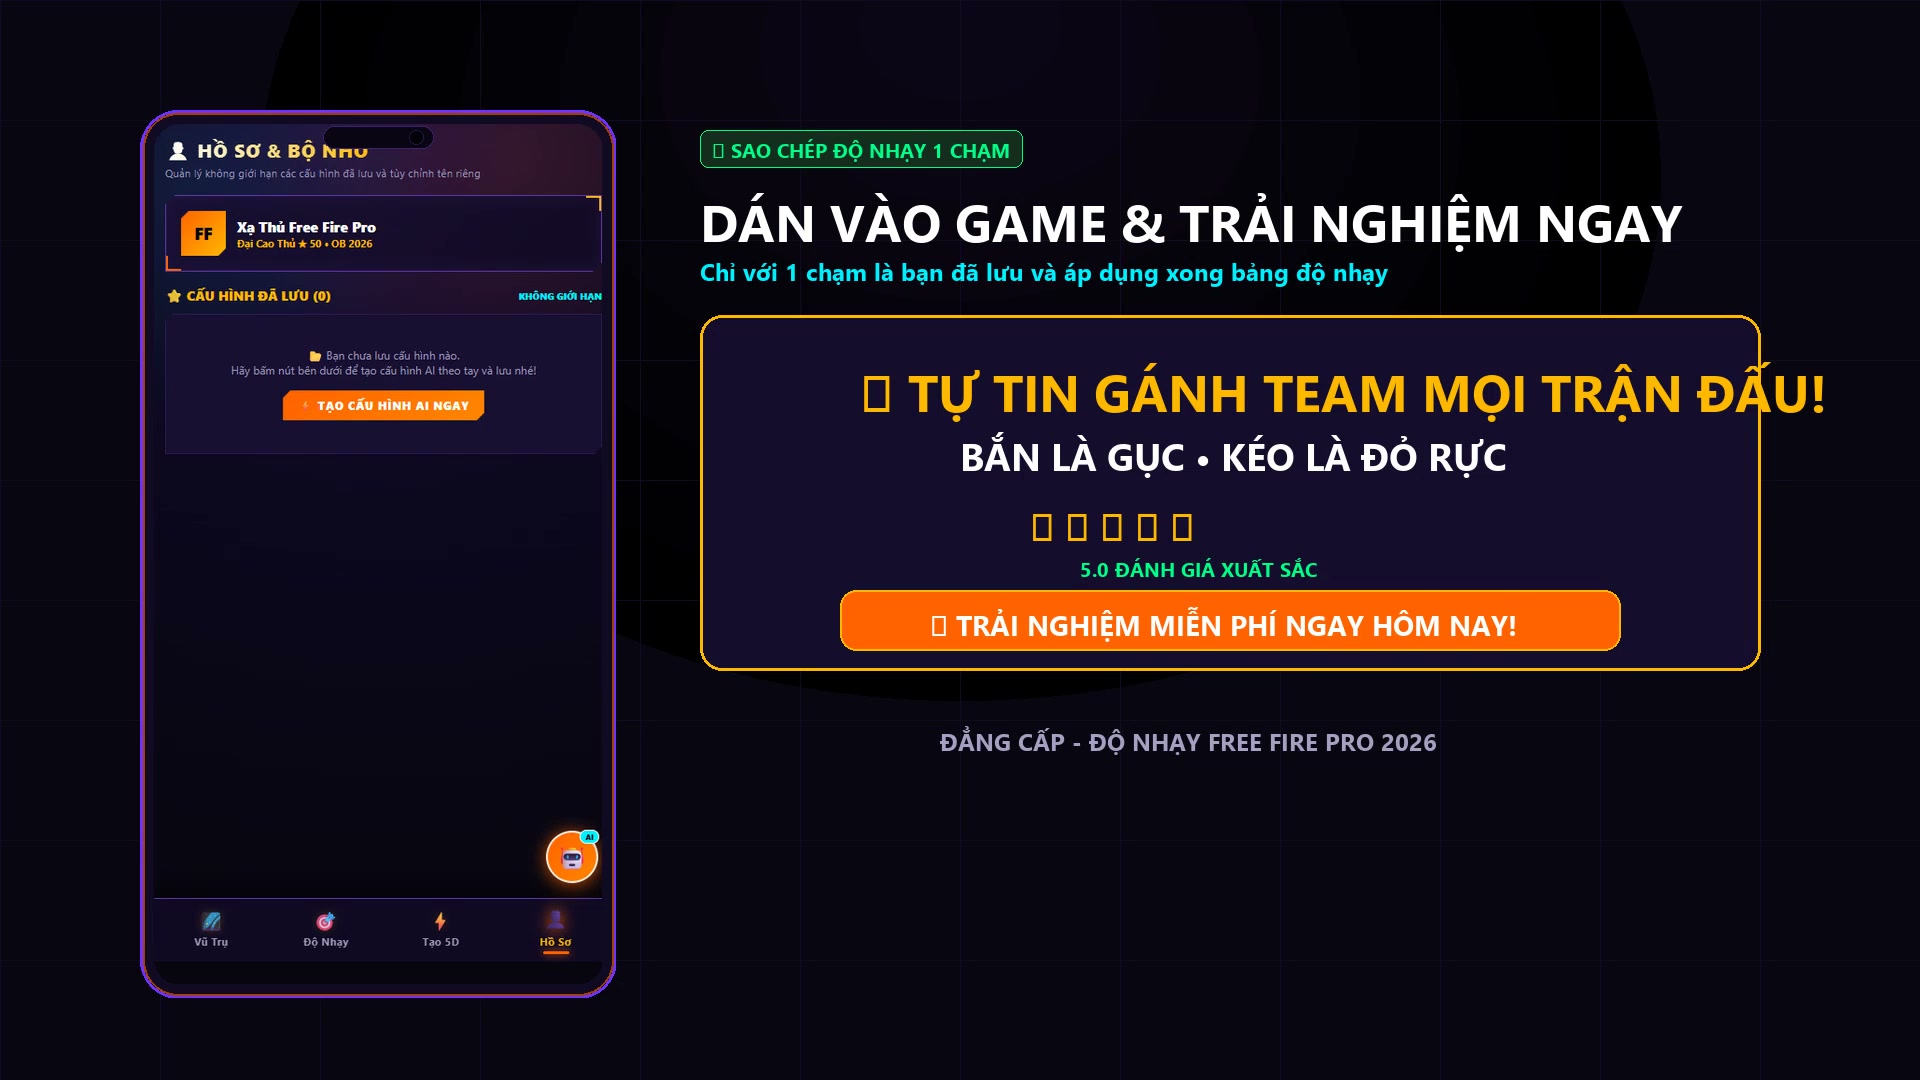 HỒ SƠ & BỘ NHỚ
Quản lý không giới hạn các cấu hình đã lưu và tùy chỉnh tên riêng
FF
Xạ Thủ Free Fire Pro
Đại Cao Thủ ★ 50 • OB 2026
CẤU HÌNH ĐÃ LƯU (0)
KHÔNG GIỚI HẠN
Bạn chưa lưu cấu hình nào.
Hãy bấm nút bên dưới để tạo cấu hình AI theo tay và lưu nhé!
TẠO CẤU HÌNH AI NGAY
AI
Vũ Trụ
Độ Nhạy
Tạo 5D
Hồ Sơ
SAO CHÉP ĐỘ NHẠY 1 CHẠM
DÁN VÀO GAME & TRẢI NGHIỆM NGAY
Chỉ với 1 chạm là bạn đã lưu và áp dụng xong bảng độ nhạy
TỰ TIN GÁNH TEAM MỌI TRẬN ĐẤU!
BẮN LÀ GỤC • KÉO LÀ ĐỎ RỰC
5.0 ĐÁNH GIÁ XUẤT SẮC
TRẢI NGHIỆM MIỄN PHÍ NGAY HÔM NAY!
ĐẲNG CẤP - ĐỘ NHẠY FREE FIRE PRO 2026